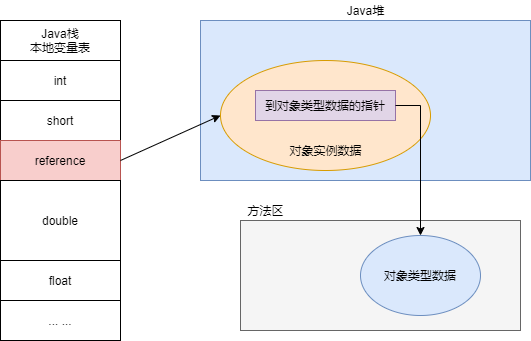 Java栈
本地变量表
int
short
reference
double
float
... ...
Java堆
到对象类型数据的指针
对象实例数据
方法区
对象类型数据